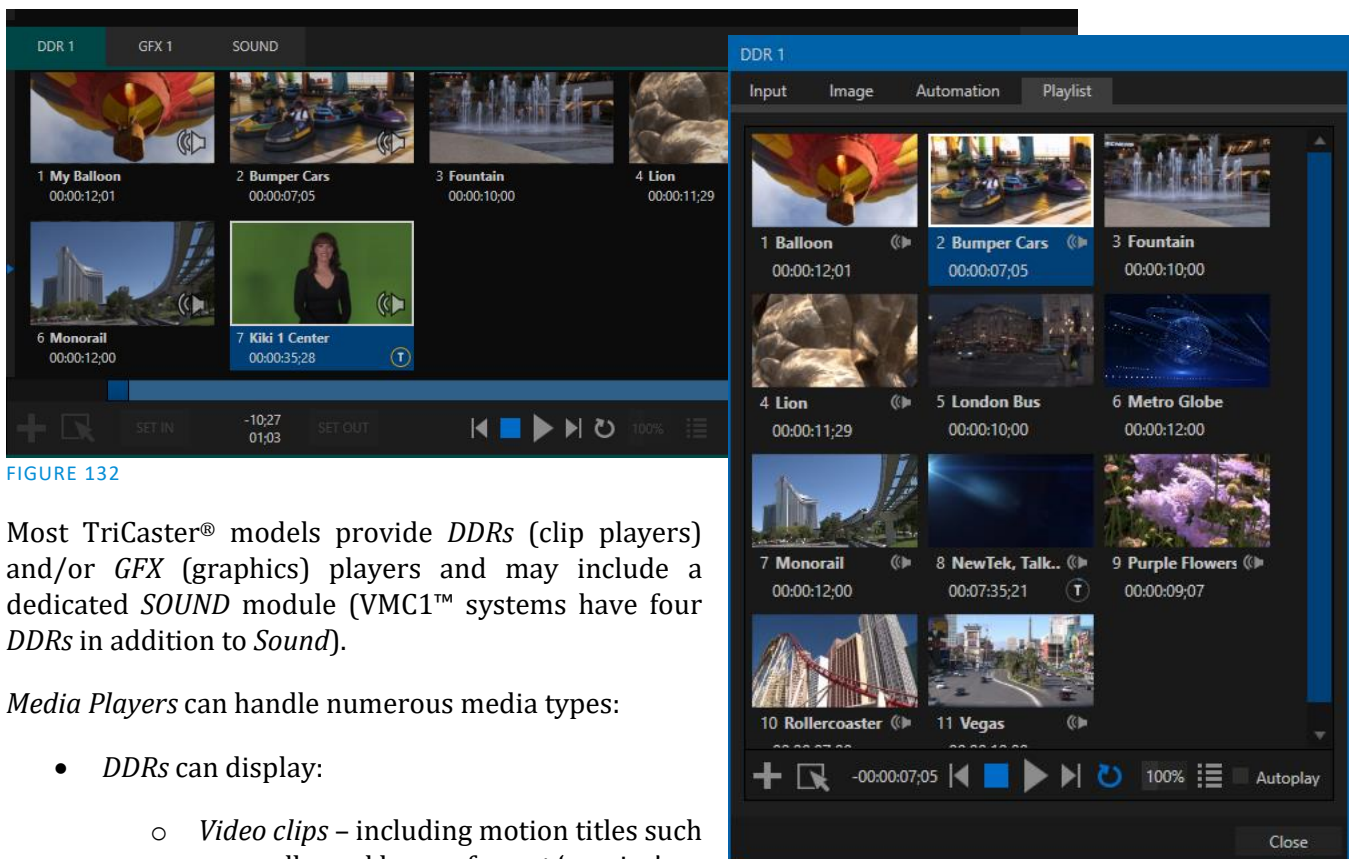 DDR 1
GFX 1
SOUND
1 My Balloon
00:00:12;01
2 Bumper Cars
00:00:07;05
3 Fountain
00:00:10;00
4 Lion
00:00:11;29
6 Monorail
00:00:12;00
7 Kiki 1 Center
00:00:35;28
T
SET IN
-10;27
01;03
SET OUT
100%
FIGURE 132
Most TriCaster® models provide DDRs (clip players)
and/or GFX (graphics) players and may include a
dedicated SOUND module (VMC1™ systems have four
DDRs in addition to Sound).
Media Players can handle numerous media types:
• DDRs can display:
o Video clips – including motion titles such
DDR 1
Input
Image
Automation
Playlist
1 Balloon
00:00:12;01
2 Bumper Cars
00:00:07;05
3 Fountain
00:00:10;00
4 Lion
00:00:11;29
5 London Bus
00:00:10;00
6 Metro Globe
00:00:12:00
7 Monorail
00:00:12;00
8 NewTek, Talk..
00:07:35;21
T
9 Purple Flowers
00:00:09;07
10 Rollercoaster
11 Vegas
-00:00:07;05
100%
Autoplay
Close